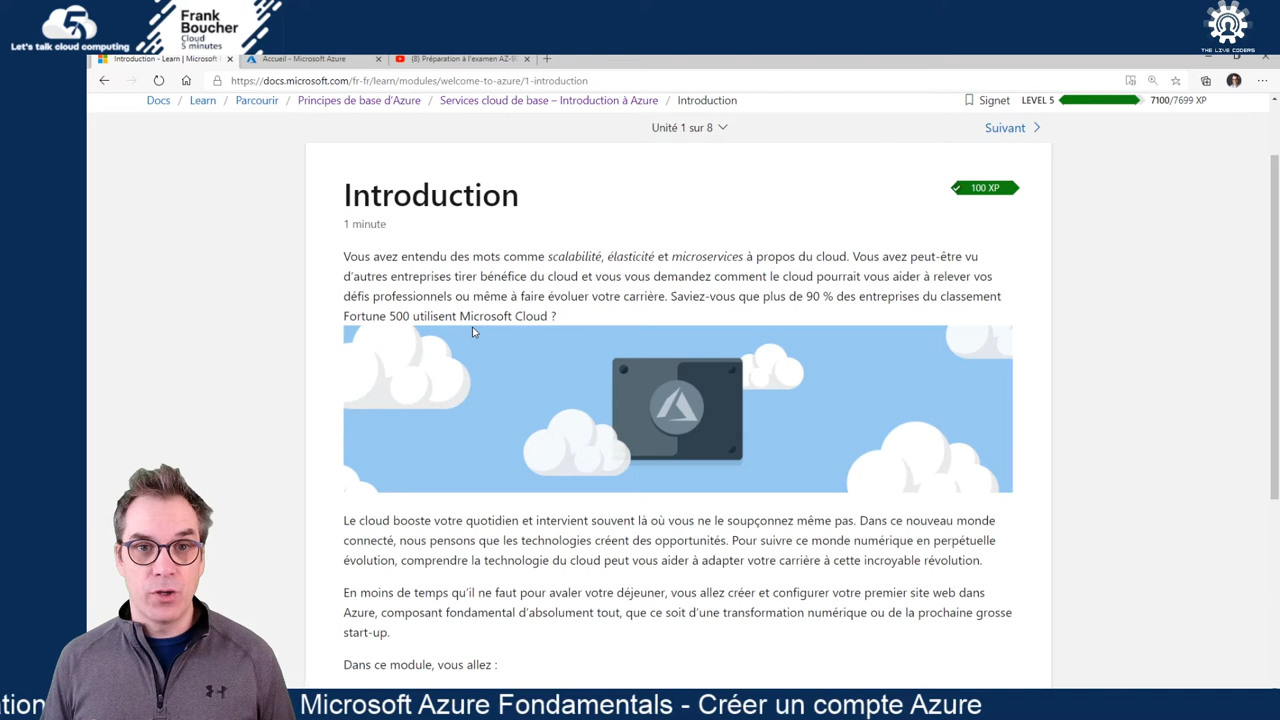 Let's talk cloud computing
Frank
Boucher
Cloud
5 minutes
THE LIVE CODERS
Introduction - Learn | Microsoft
Accueil - Microsoft Azure
(8) Préparation à l'examen AZ-9
https://docs.microsoft.com/fr-fr/learn/modules/welcome-to-azure/1-introduction
Docs / Learn / Parcourir / Principes de base d'Azure / Services cloud de base – Introduction à Azure / Introduction
Signet LEVEL 5 7100/7699 XP
Unité 1 sur 8
Suivant
Introduction
100 XP
1 minute
Vous avez entendu des mots comme scalabilité, élasticité et microservices à propos du cloud. Vous avez peut-être vu
d'autres entreprises tirer bénéfice du cloud et vous vous demandez comment le cloud pourrait vous aider à relever vos
défis professionnels ou même à faire évoluer votre carrière. Saviez-vous que plus de 90 % des entreprises du classement
Fortune 500 utilisent Microsoft Cloud ?
Le cloud booste votre quotidien et intervient souvent là où vous ne le soupçonnez même pas. Dans ce nouveau monde
connecté, nous pensons que les technologies créent des opportunités. Pour suivre ce monde numérique en perpétuelle
évolution, comprendre la technologie du cloud peut vous aider à adapter votre carrière à cette incroyable révolution.
En moins de temps qu'il ne faut pour avaler votre déjeuner, vous allez créer et configurer votre premier site web dans
Azure, composant fondamental d'absolument tout, que ce soit d'une transformation numérique ou de la prochaine grosse
start-up.
Dans ce module, vous allez :
ation Microsoft Azure Fondamentals - Créer un compte Azure